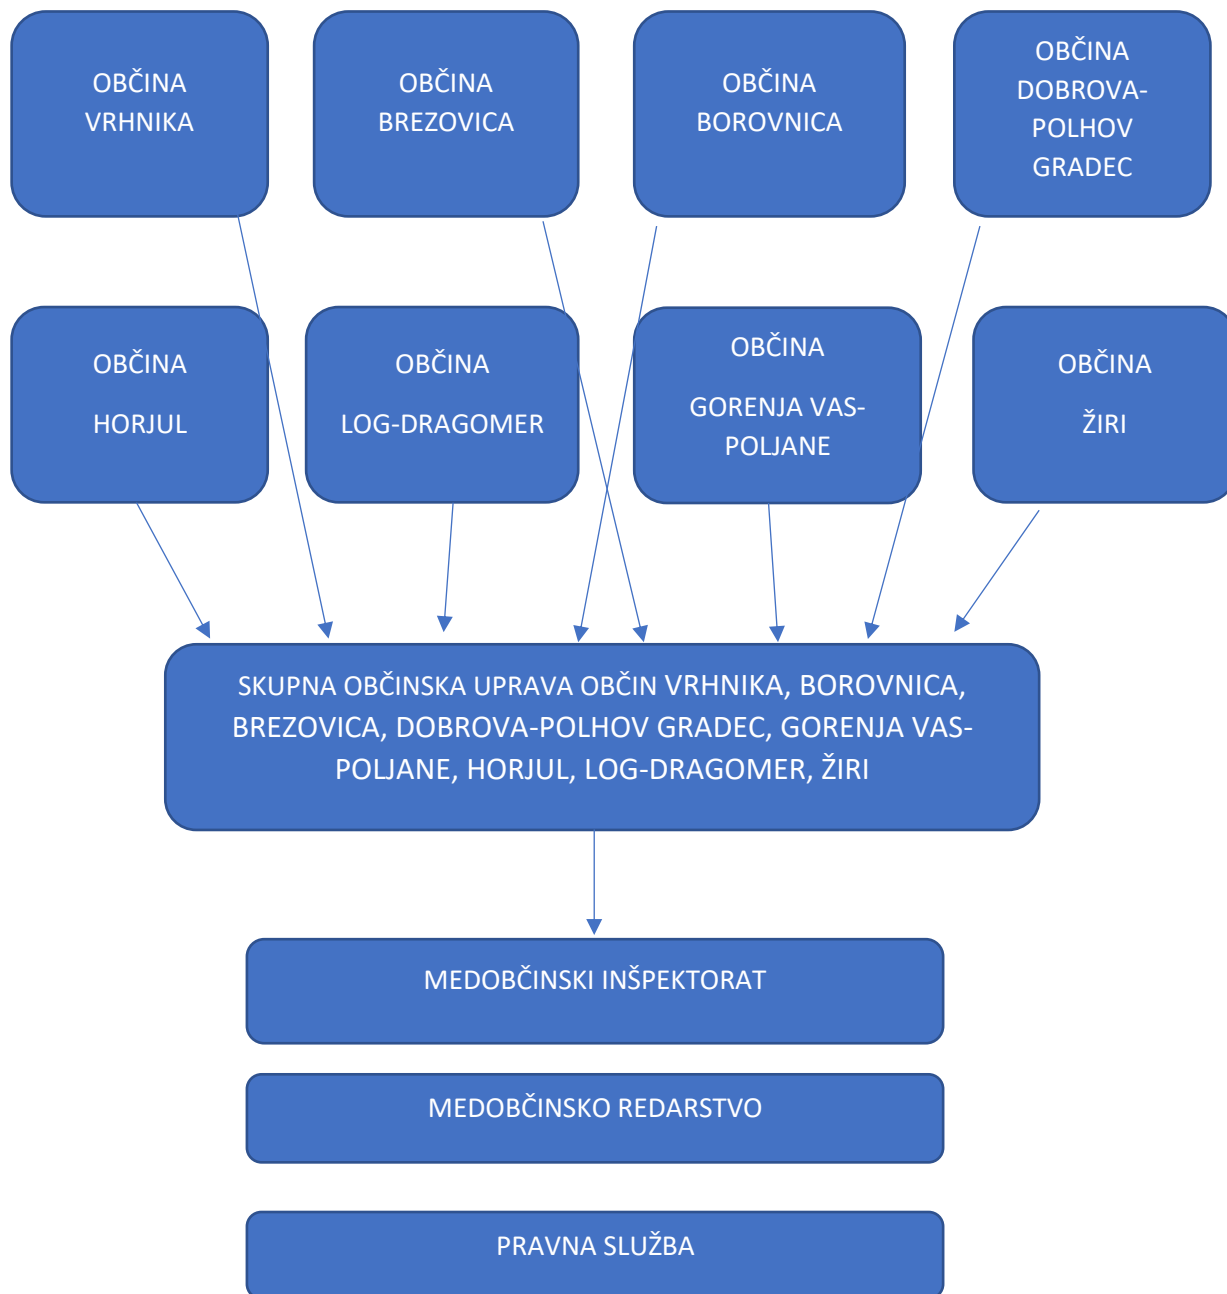 OBČINA
VRHNIKA
OBČINA
BREZOVICA
OBČINA
BOROVNICA
OBČINA
DOBROVA-
POLHOV
GRADEC
OBČINA
HORJUL
OBČINA
LOG-DRAGOMER
OBČINA
GORENJA VAS-
POLJANE
OBČINA
ŽIRI
SKUPNA OBČINSKA UPRAVA OBČIN VRHNIKA, BOROVNICA,
BREZOVICA, DOBROVA-POLHOV GRADEC, GORENJA VAS-
POLJANE, HORJUL, LOG-DRAGOMER, ŽIRI
MEDOBČINSKI INŠPEKTORAT
MEDOBČINSKO REDARSTVO
PRAVNA SLUŽBA